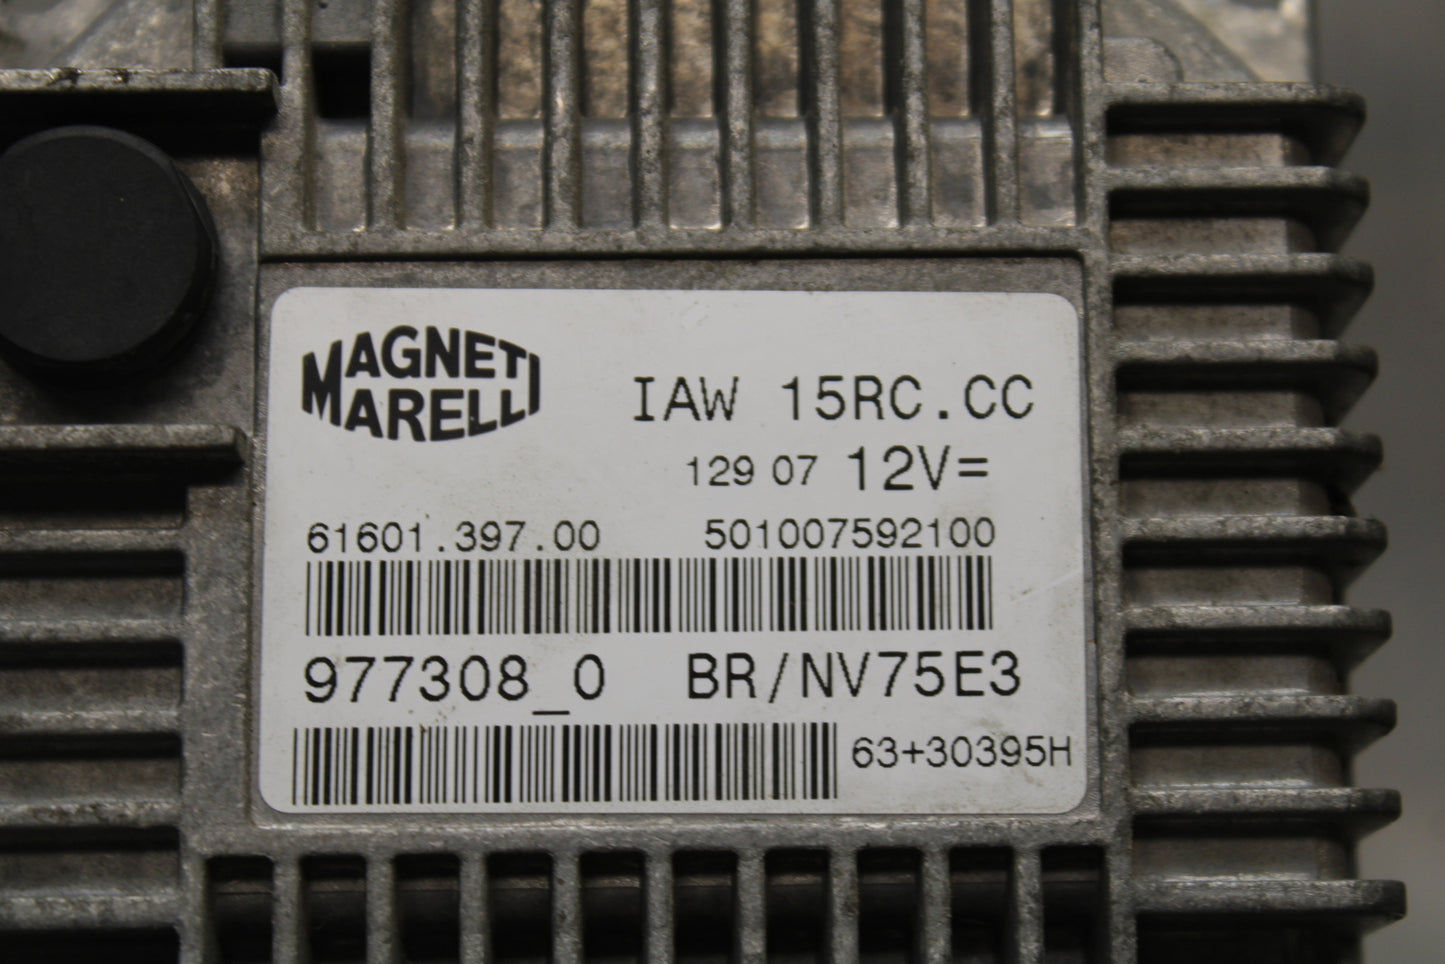 MAGNETI
MARELLI
IAW 15RC.CC
129 07 12V=
61601.397.00 501007592100
977308_0 BR/NV75E3
63+30395H